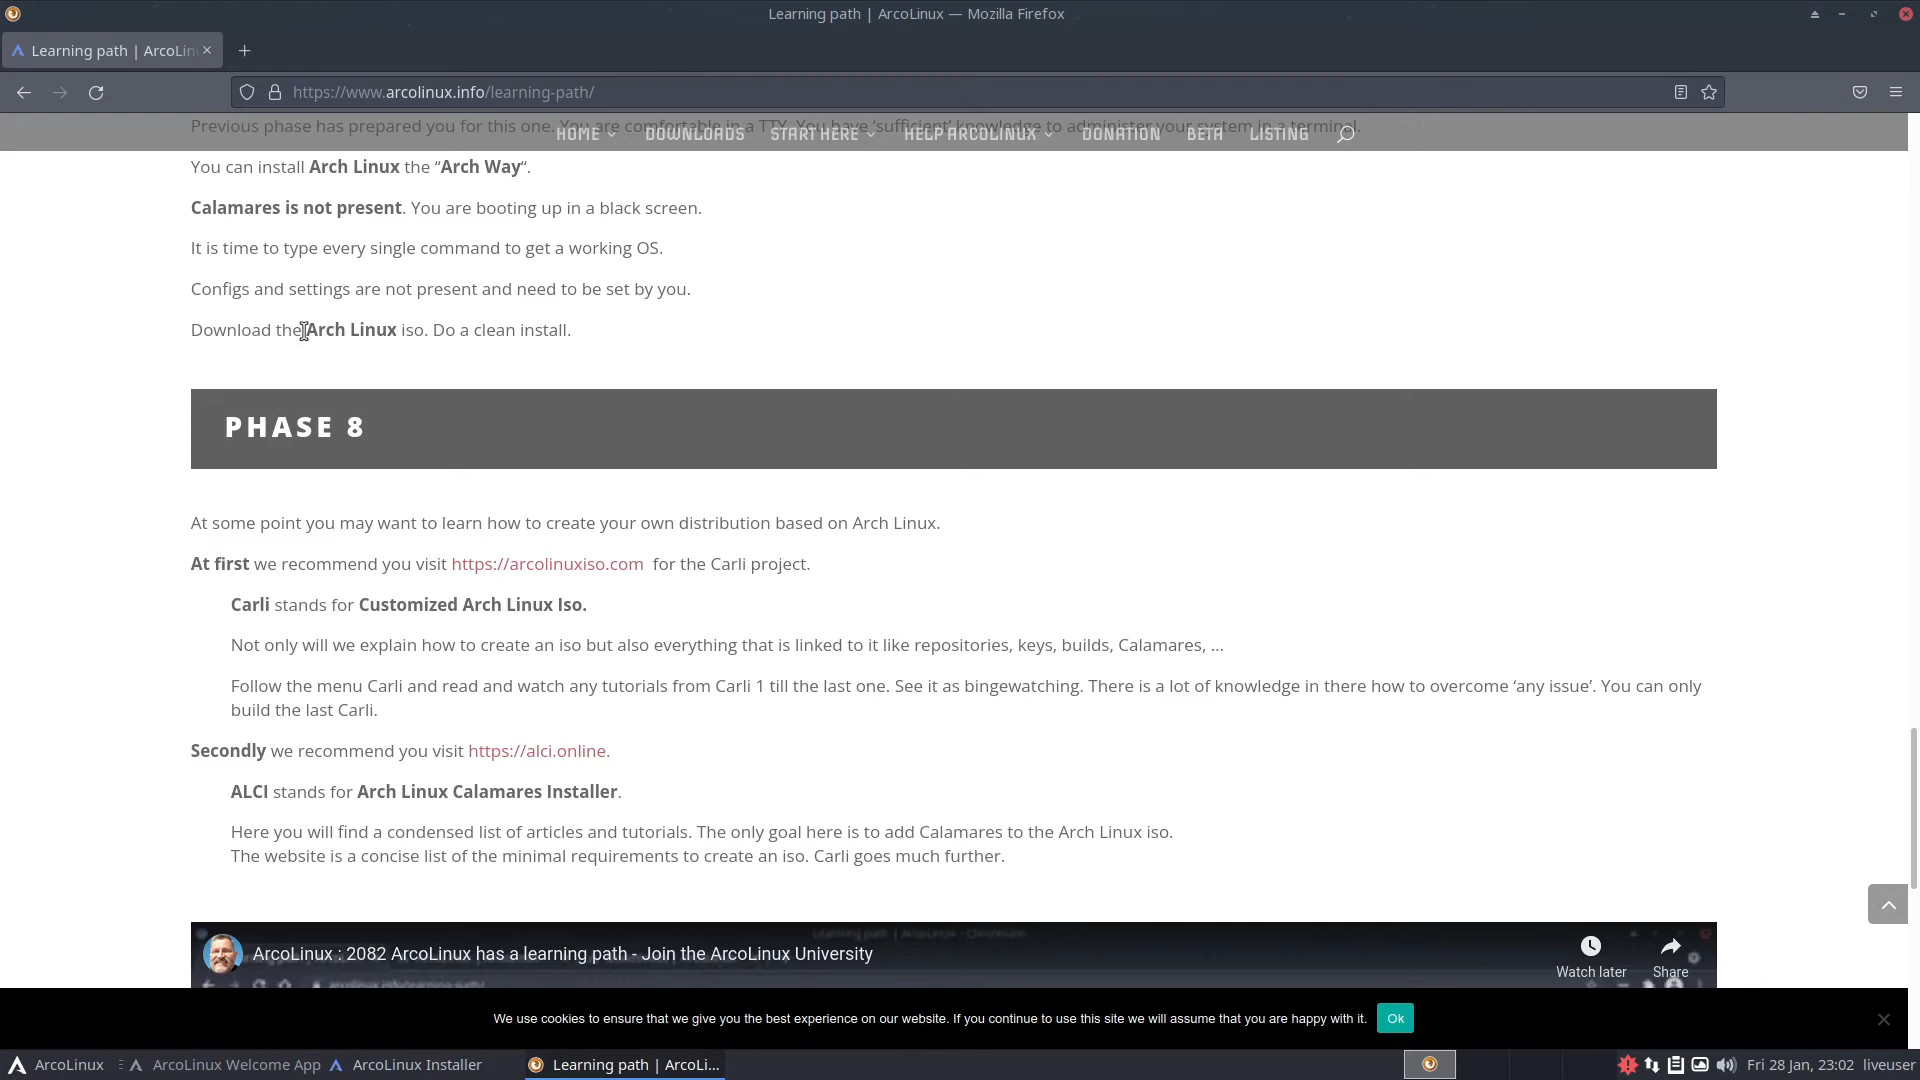 Learning path | ArcoLinux — Mozilla Firefox
Learning path | ArcoLin
https://www.arcolinux.info/learning-path/
Previous phase has prepared you for this one. You are comfortable in a TTY. You have ‘sufficient’ knowledge to administer your system in a terminal.
HOME DOWNLOADS START HERE HELP ARCOLINUX DONATION BETA LISTING
You can install Arch Linux the “Arch Way“.
Calamares is not present. You are booting up in a black screen.
It is time to type every single command to get a working OS.
Configs and settings are not present and need to be set by you.
Download the Arch Linux iso. Do a clean install.
PHASE 8
At some point you may want to learn how to create your own distribution based on Arch Linux.
At first we recommend you visit https://arcolinuxiso.com for the Carli project.
Carli stands for Customized Arch Linux Iso.
Not only will we explain how to create an iso but also everything that is linked to it like repositories, keys, builds, Calamares, ...
Follow the menu Carli and read and watch any tutorials from Carli 1 till the last one. See it as bingewatching. There is a lot of knowledge in there how to overcome ‘any issue’. You can only
build the last Carli.
Secondly we recommend you visit https://alci.online.
ALCI stands for Arch Linux Calamares Installer.
Here you will find a condensed list of articles and tutorials. The only goal here is to add Calamares to the Arch Linux iso.
The website is a concise list of the minimal requirements to create an iso. Carli goes much further.
Learning path | ArcoLinux - Chromium
ArcoLinux : 2082 ArcoLinux has a learning path - Join the ArcoLinux University
Watch later Share
arcolinux.info/learning-path/
We use cookies to ensure that we give you the best experience on our website. If you continue to use this site we will assume that you are happy with it. Ok
ArcoLinux ArcoLinux Welcome App ArcoLinux Installer Learning path | ArcoLi... Fri 28 Jan, 23:02 liveuser